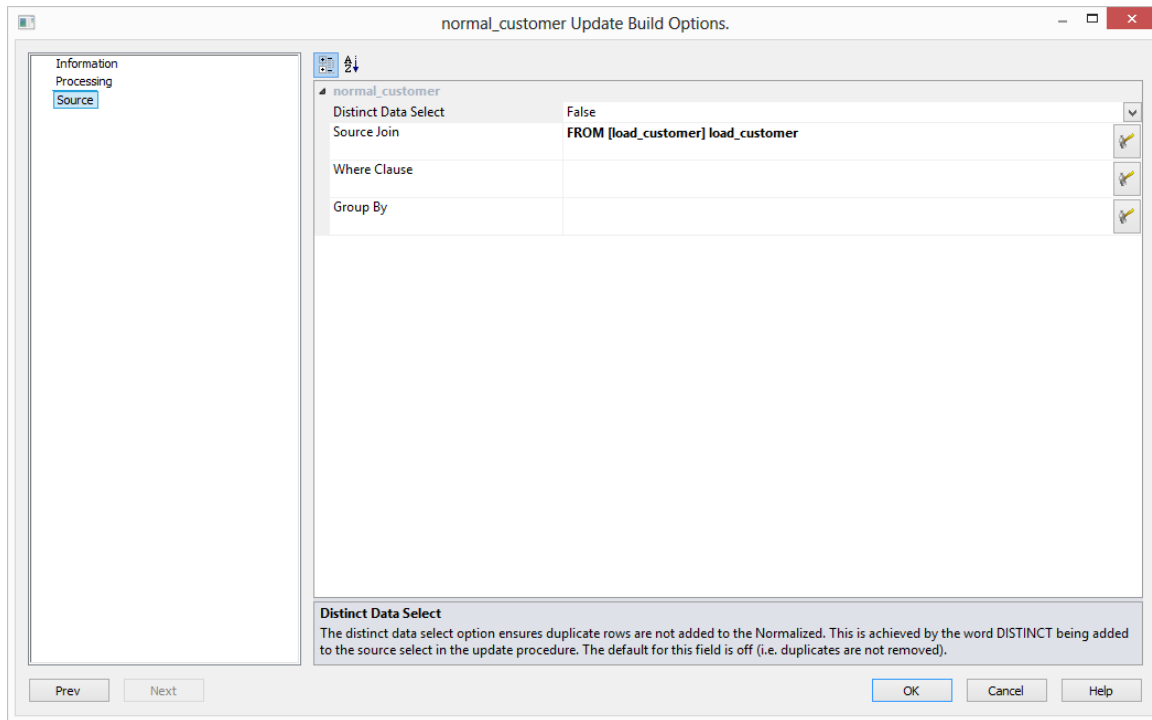 normal_customer Update Build Options.
Information
Processing
Source
normal_customer
Distinct Data Select False
Source Join FROM [load_customer] load_customer
Where Clause
Group By
Distinct Data Select
The distinct data select option ensures duplicate rows are not added to the Normalized. This is achieved by the word DISTINCT being added
to the source select in the update procedure. The default for this field is off (i.e. duplicates are not removed).
Prev Next OK Cancel Help